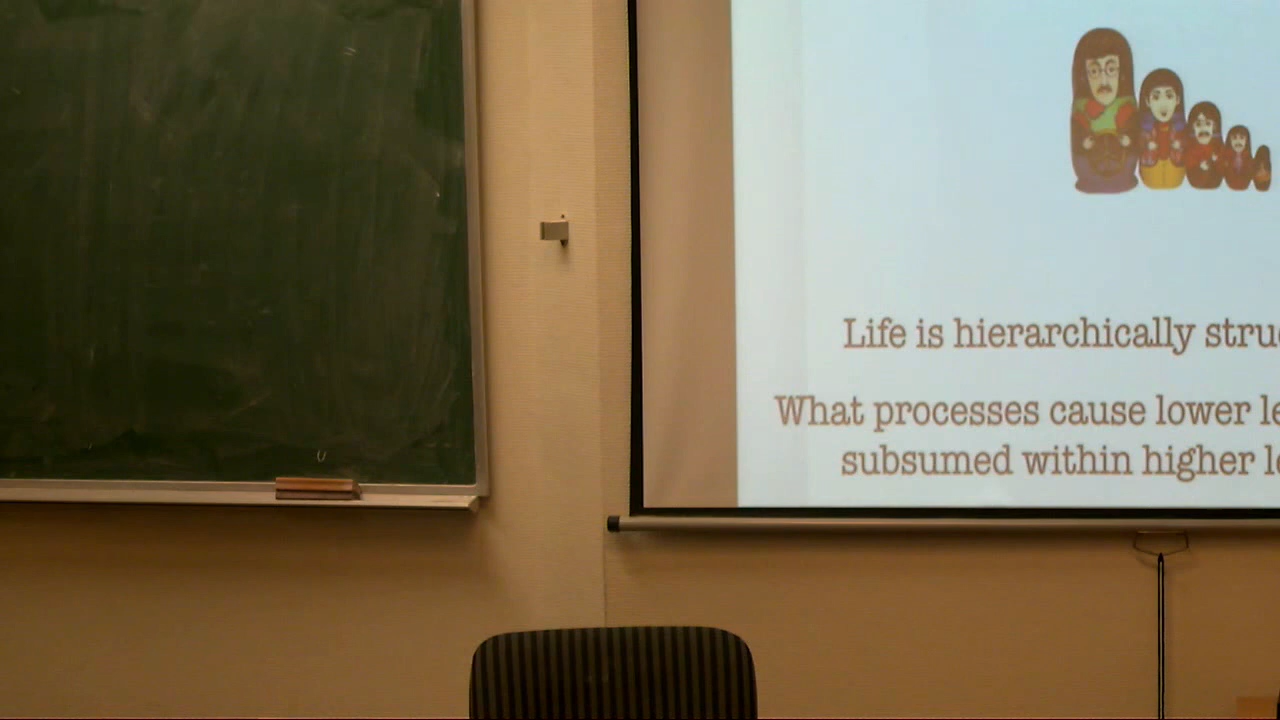 Life is hierarchically
What processes cause lower
subsumed within higher